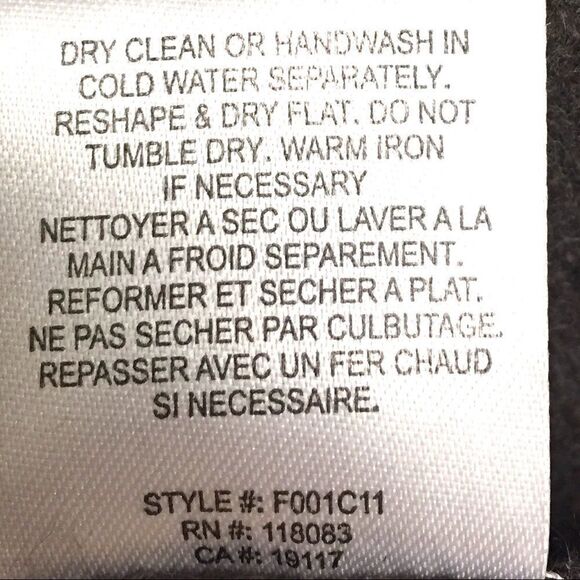 DRY CLEAN OR HANDWASH IN
COLD WATER SEPARATELY.
RESHAPE & DRY FLAT. DO NOT
TUMBLE DRY. WARM IRON
IF NECESSARY
NETTOYER A SEC OU LAVER A LA
MAIN A FROID SEPAREMENT.
REFORMER ET SECHER A PLAT.
NE PAS SECHER PAR CULBUTAGE.
REPASSER AVEC UN FER CHAUD
SI NECESSAIRE.
STYLE #: F001C11
RN #: 118083
CA #: 19117